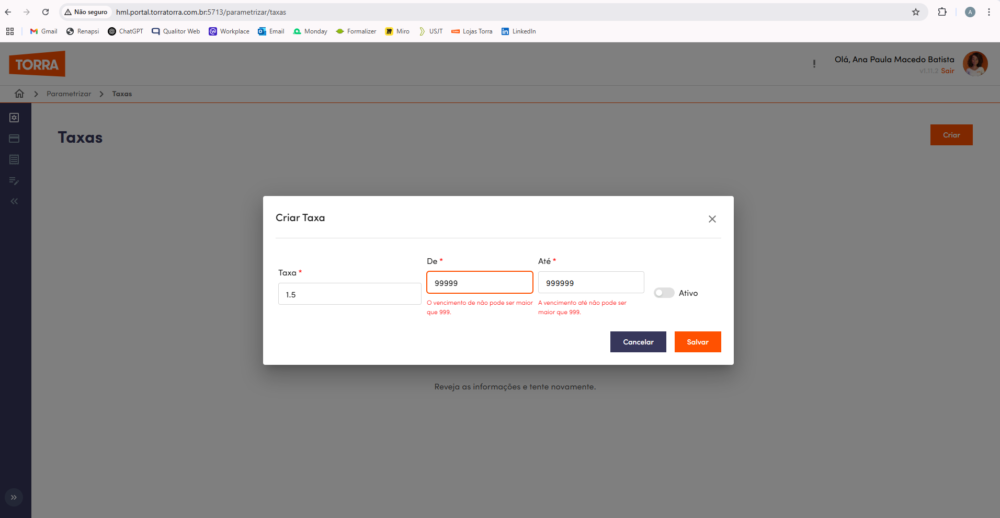 Não seguro hml.portal.torratorra.com.br:5713/parametrizar/taxas A
Gmail Renapsi ChatGPT Qualitor Web Workplace Email Monday Formalizer Miro USJT Lojas Torra LinkedIn
TORRA
Olá, Ana Paula Macedo Batista
v1.11.2 Sair
Parametrizar Taxas
Taxas
Criar
Criar Taxa
De * Até *
Taxa *
99999 999999
1.5
Ativo
O vencimento de não pode ser maior
que 999.
A vencimento até não pode ser
maior que 999.
Cancelar Salvar
Reveja as informações e tente novamente.